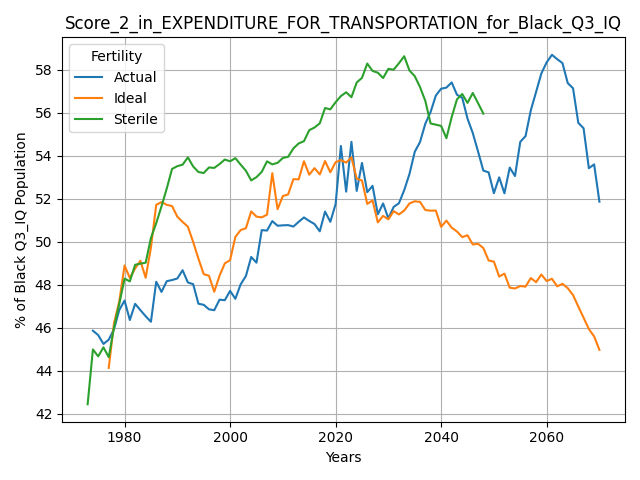 Score_2_in_EXPENDITURE_FOR_TRANSPORTATION_for_Black_Q3_IQ
Fertility
Actual
Ideal
Sterile
% of Black Q3_IQ Population
58
56
54
52
50
48
46
44
42
1980 2000 2020 2040 2060
Years